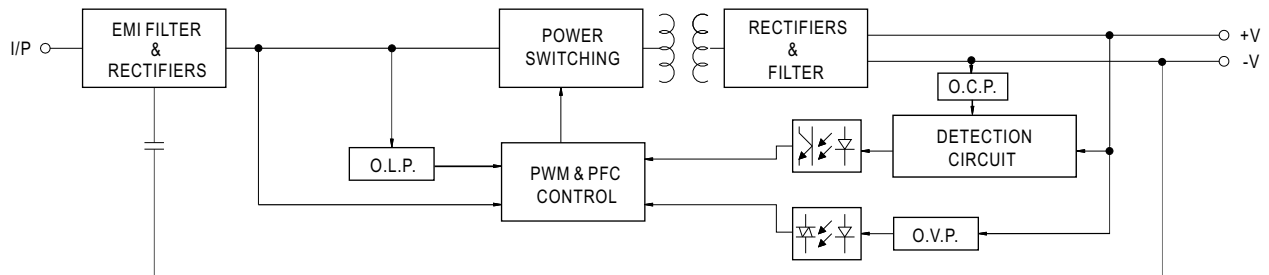 I/P
EMI FILTER
&
RECTIFIERS
POWER
SWITCHING
RECTIFIERS
&
FILTER
+V
-V
O.C.P.
DETECTION
CIRCUIT
O.L.P.
PWM & PFC
CONTROL
O.V.P.